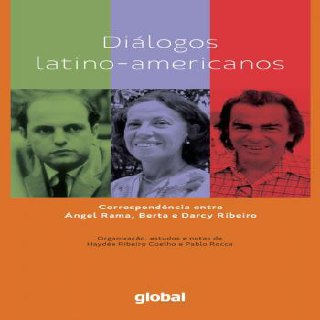 Diálogos
latino-americanos
Correspondência entre
Ángel Rama, Berta e Darcy Ribeiro
Organização, estudos e notas de
Haydée Ribeiro Coelho e Pablo Rocca
global